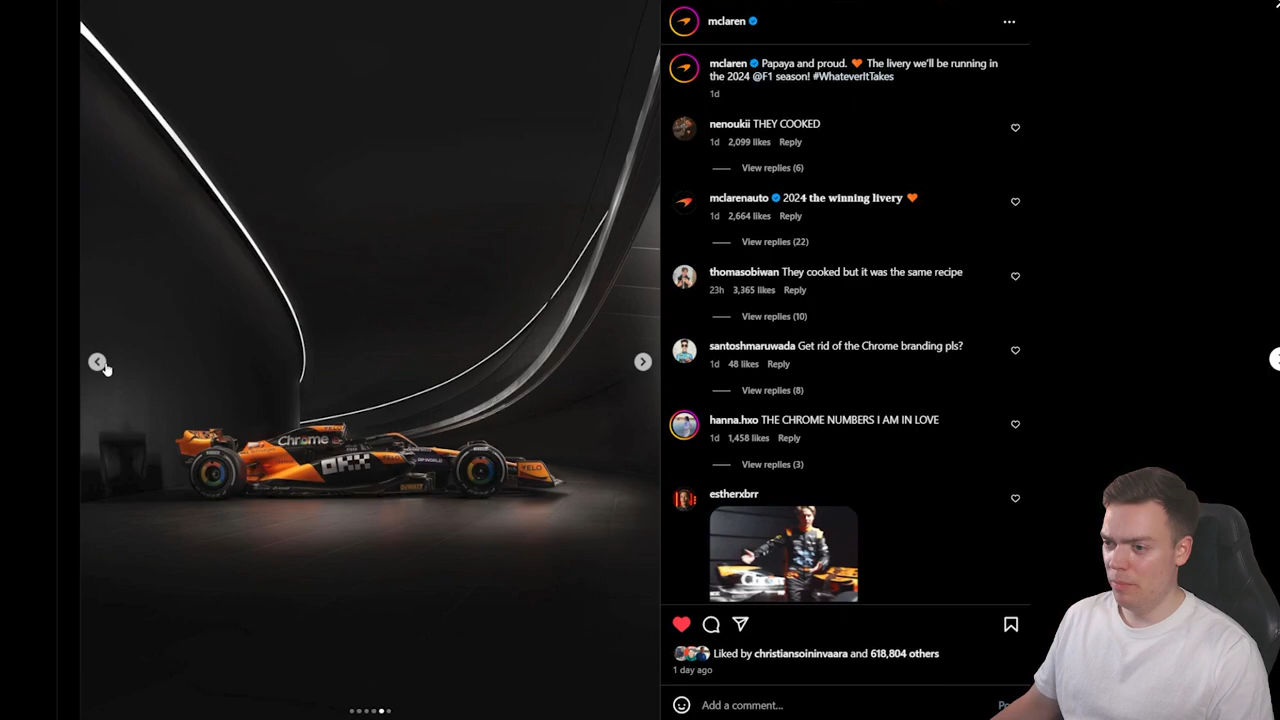 mclaren
mclaren Papaya and proud. 🧡 The livery we'll be running in
the 2024 @F1 season! #WhateverItTakes
1d
nenoukii THEY COOKED
1d 2,099 likes Reply
View replies (6)
mclarenauto 2024 𝐭𝐡𝐞 𝐰𝐢𝐧𝐧𝐢𝐧𝐠 𝐥𝐢𝐯𝐞𝐫𝐲 🧡
1d 2,664 likes Reply
View replies (22)
thomasobiwan They cooked but it was the same recipe
23h 3,365 likes Reply
View replies (10)
santoshmaruwada Get rid of the Chrome branding pls?
1d 48 likes Reply
View replies (8)
hanna.hxo THE CHROME NUMBERS I AM IN LOVE
1d 1,458 likes Reply
View replies (3)
estherxbrr
Liked by christiansoininvaara and 618,804 others
1 day ago
Add a comment...
Chrome
OKX
VELO
VELO
DEWALT